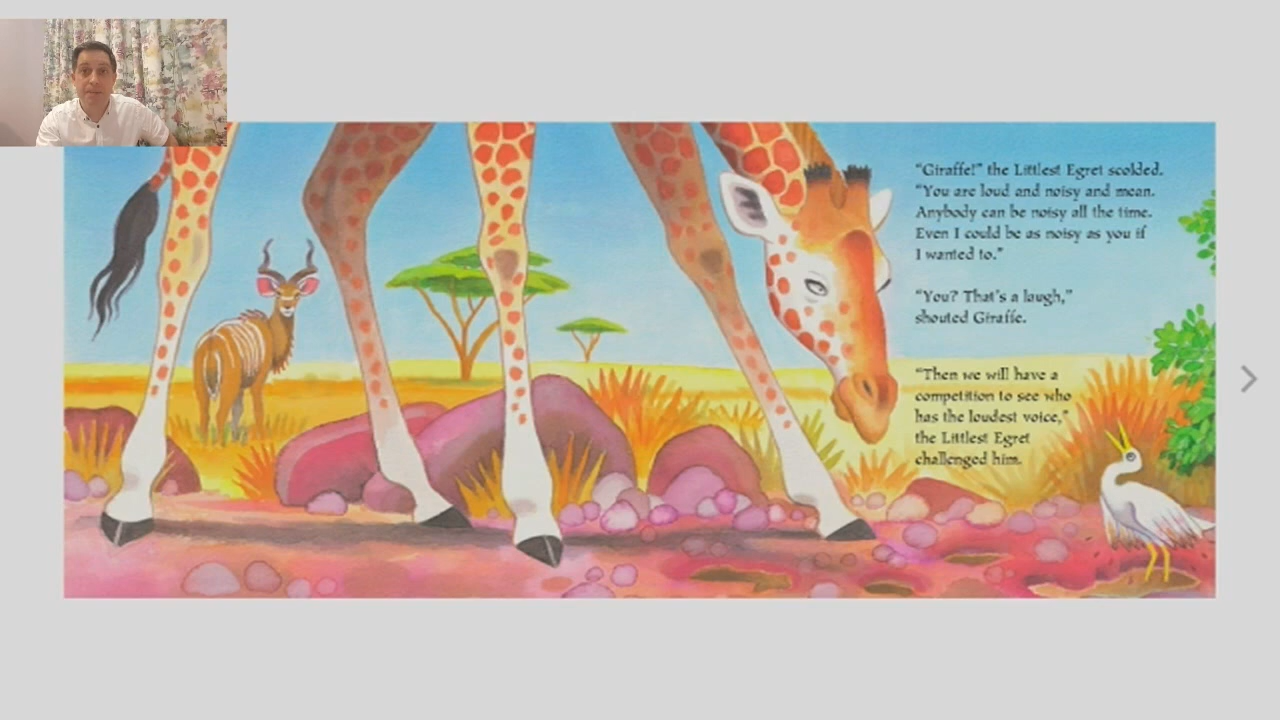 “Giraffe!” the Littlest Egret scolded.
“You are loud and noisy and mean.
Anybody can be noisy all the time.
Even I could be as noisy as you if
I wanted to.”
“You? That’s a laugh,”
shouted Giraffe.
“Then we will have a
competition to see who
has the loudest voice,”
the Littlest Egret
challenged him.